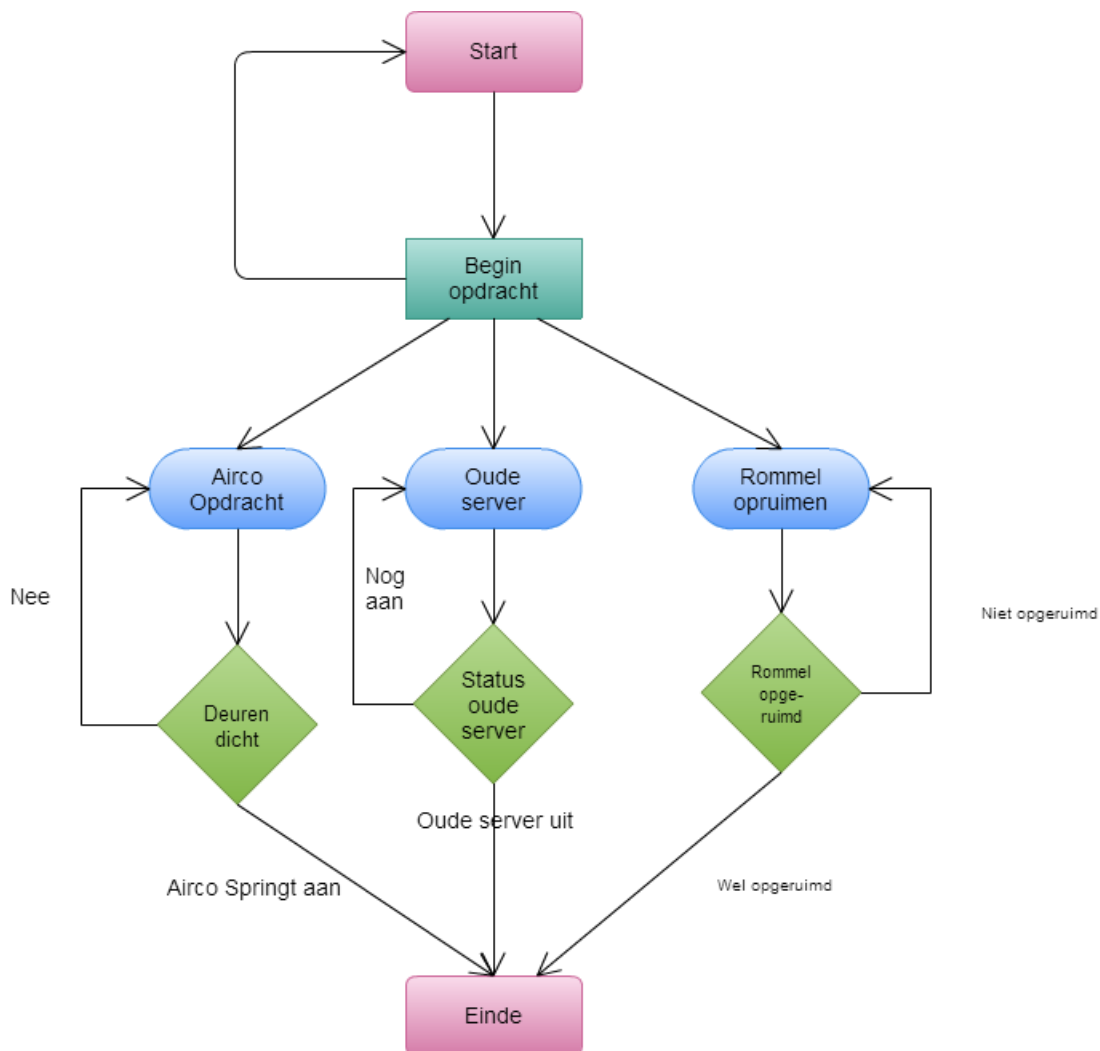 Start
Begin
opdracht
Airco
Opdracht
Oude
server
Rommel
opruimen
Nee
Nog
aan
Niet opgeruimd
Deuren
dicht
Status
oude
server
Rommel
opge-
ruimd
Oude server uit
Airco Springt aan
Wel opgeruimd
Einde